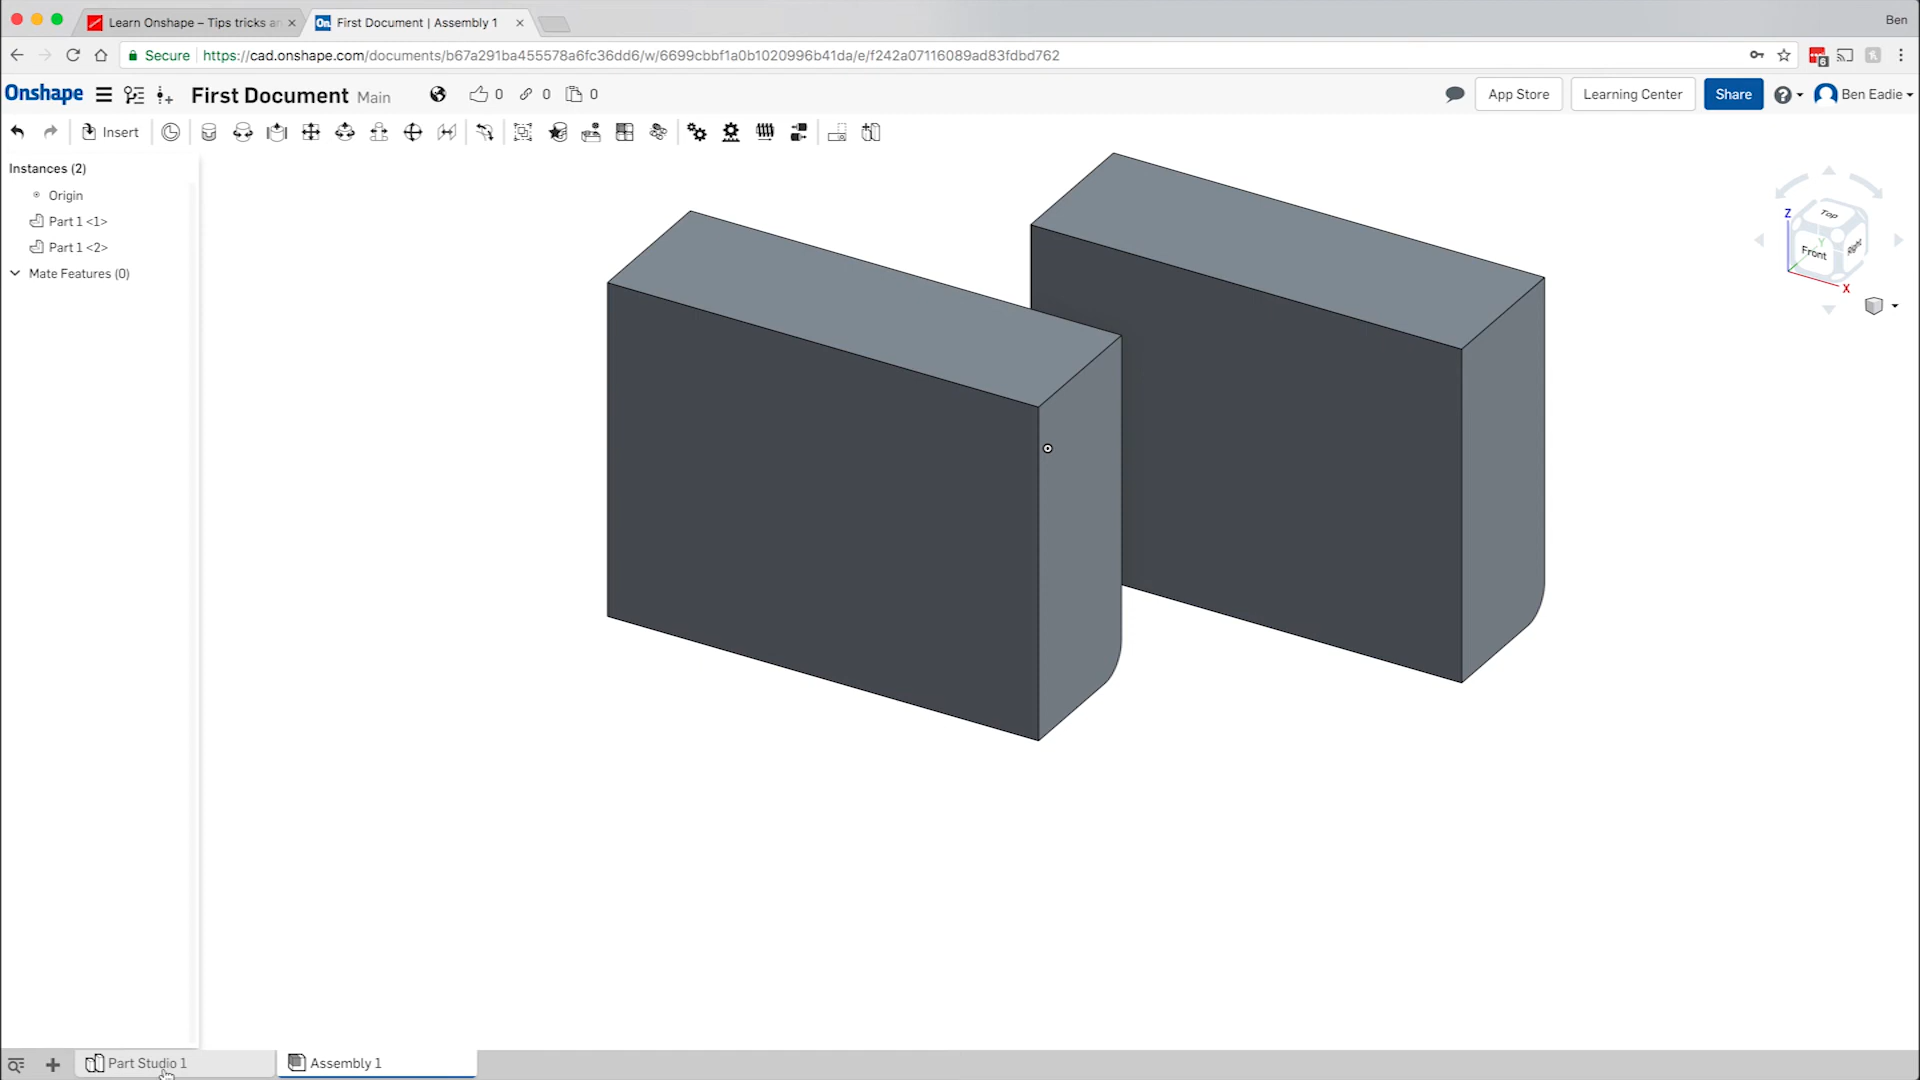 Learn Onshape – Tips tricks a
First Document | Assembly 1
Ben
Secure
https://cad.onshape.com/documents/b67a291ba455578a6fc36dd6/w/6699cbbf1a0b1020996b41da/e/f242a07116089ad83fdbd762
6
Onshape
First Document Main
0
0
0
App Store
Learning Center
Share
Ben Eadie
Insert
Instances (2)
Origin
Part 1 <1>
Part 1 <2>
Mate Features (0)
Z
Top
Y
Front
Right
X
Part Studio 1
Assembly 1